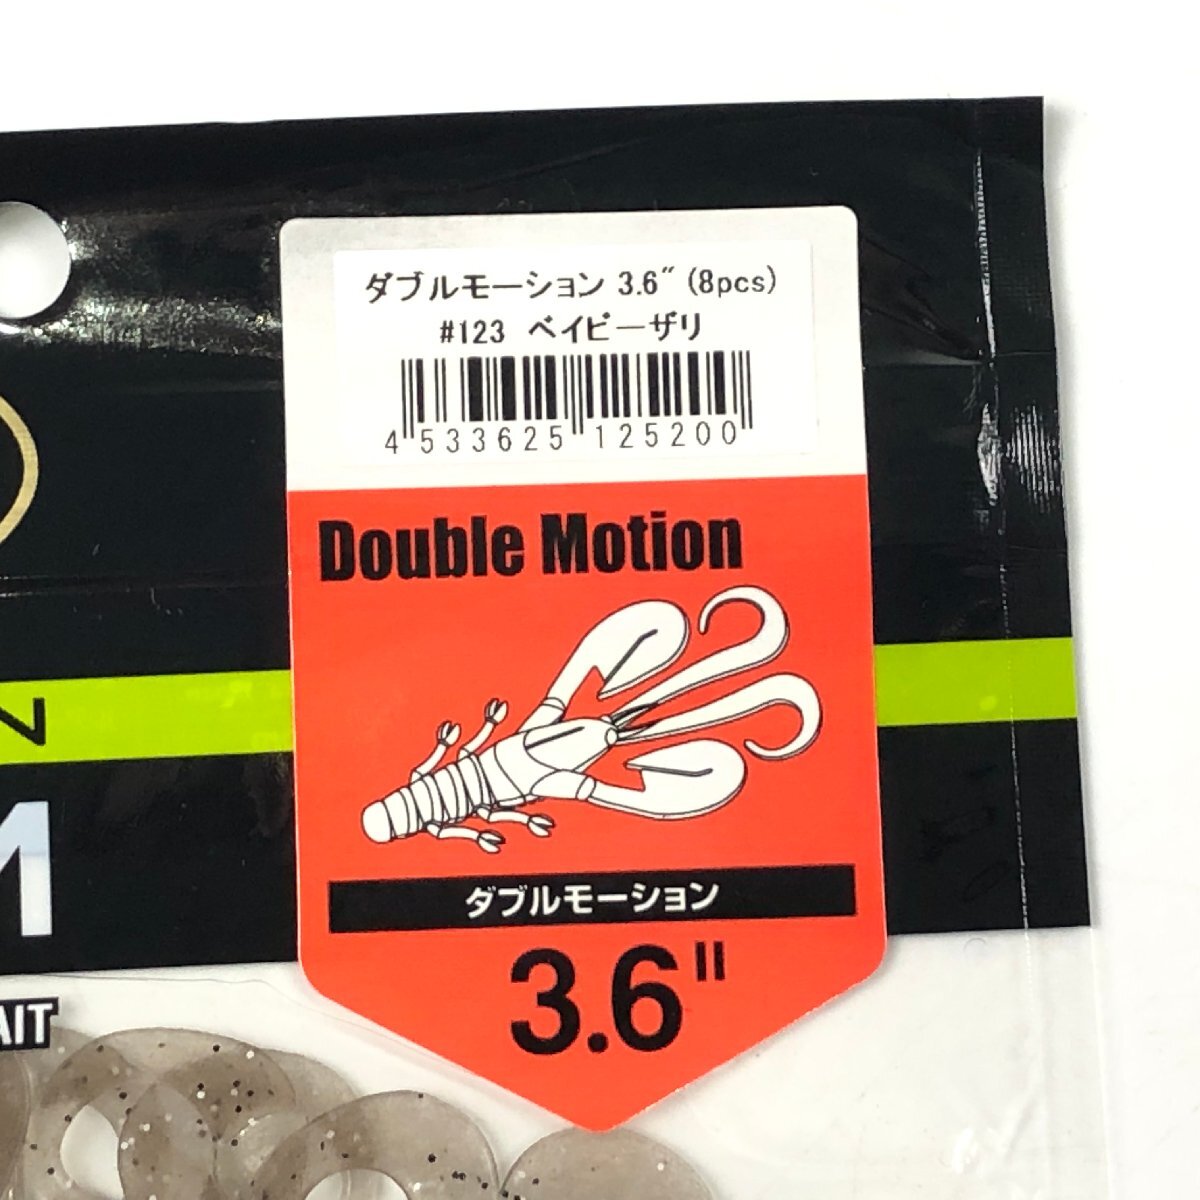 ダブルモーション 3.6" (8pcs)
#123 ベイビーザリ
4 533625 125200
Double Motion
ダブルモーション
3.6"